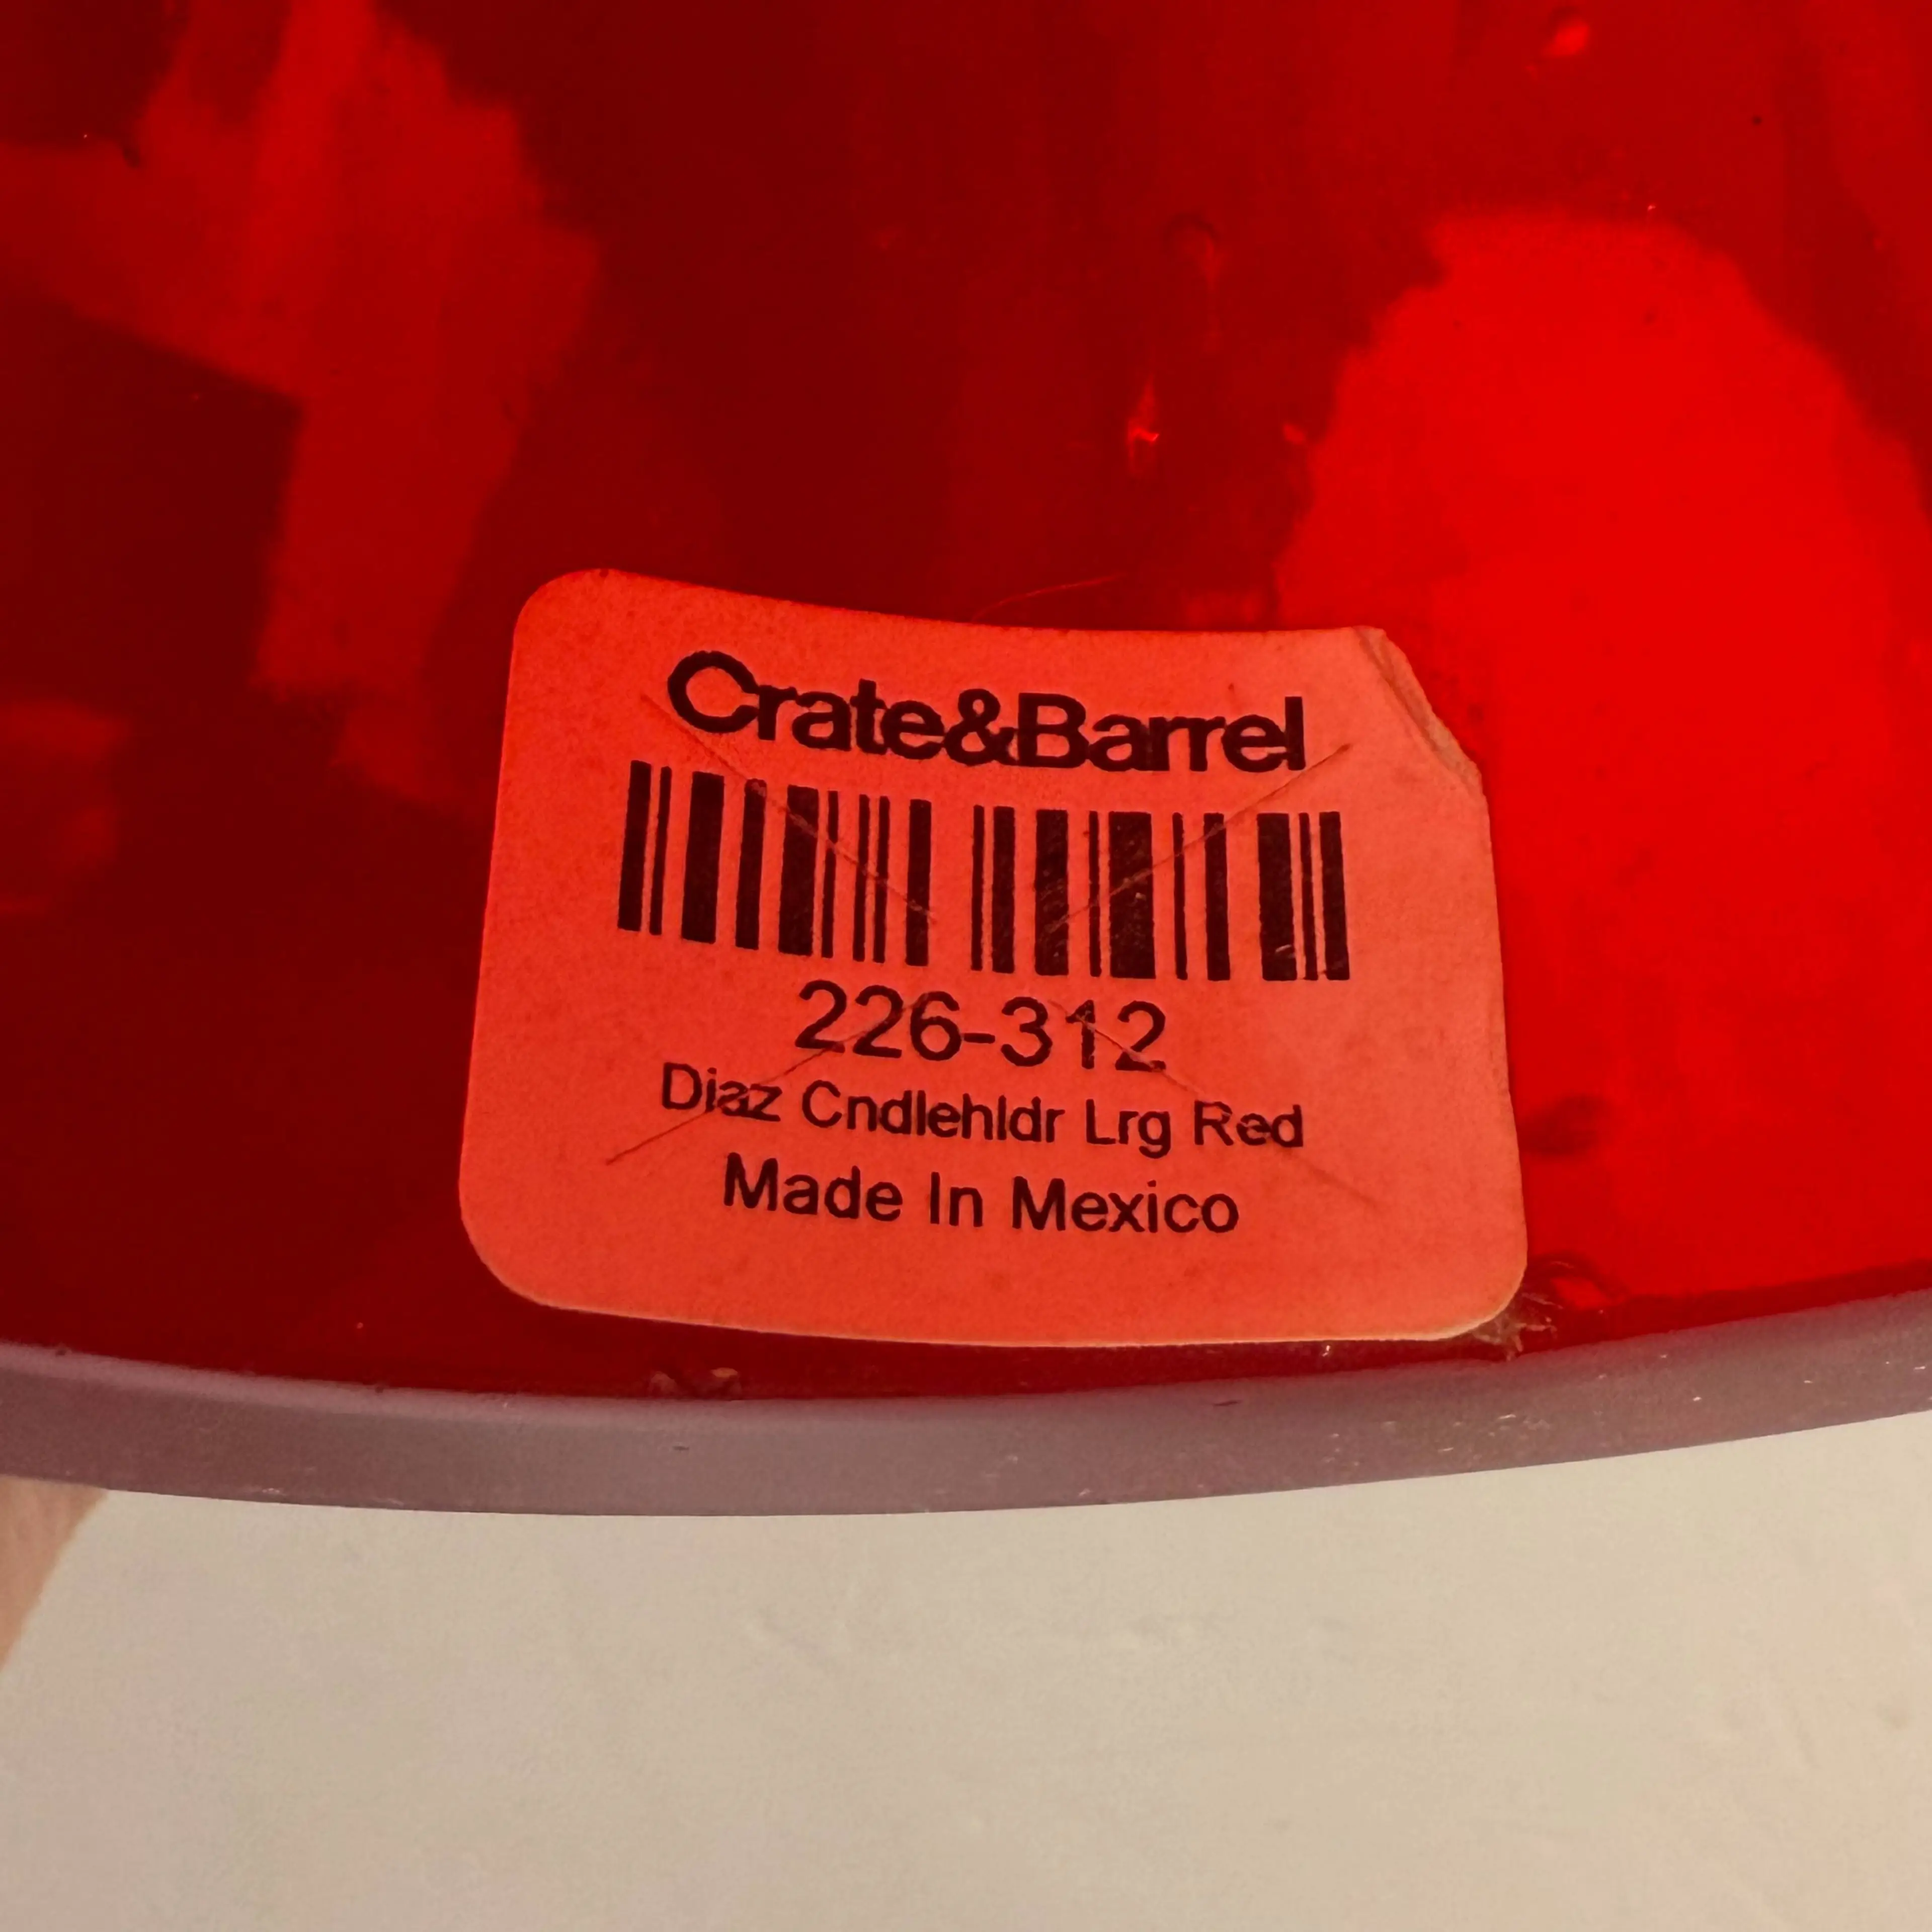 Crate&Barrel
226-312
Diaz Cndlehldr Lrg Red
Made In Mexico